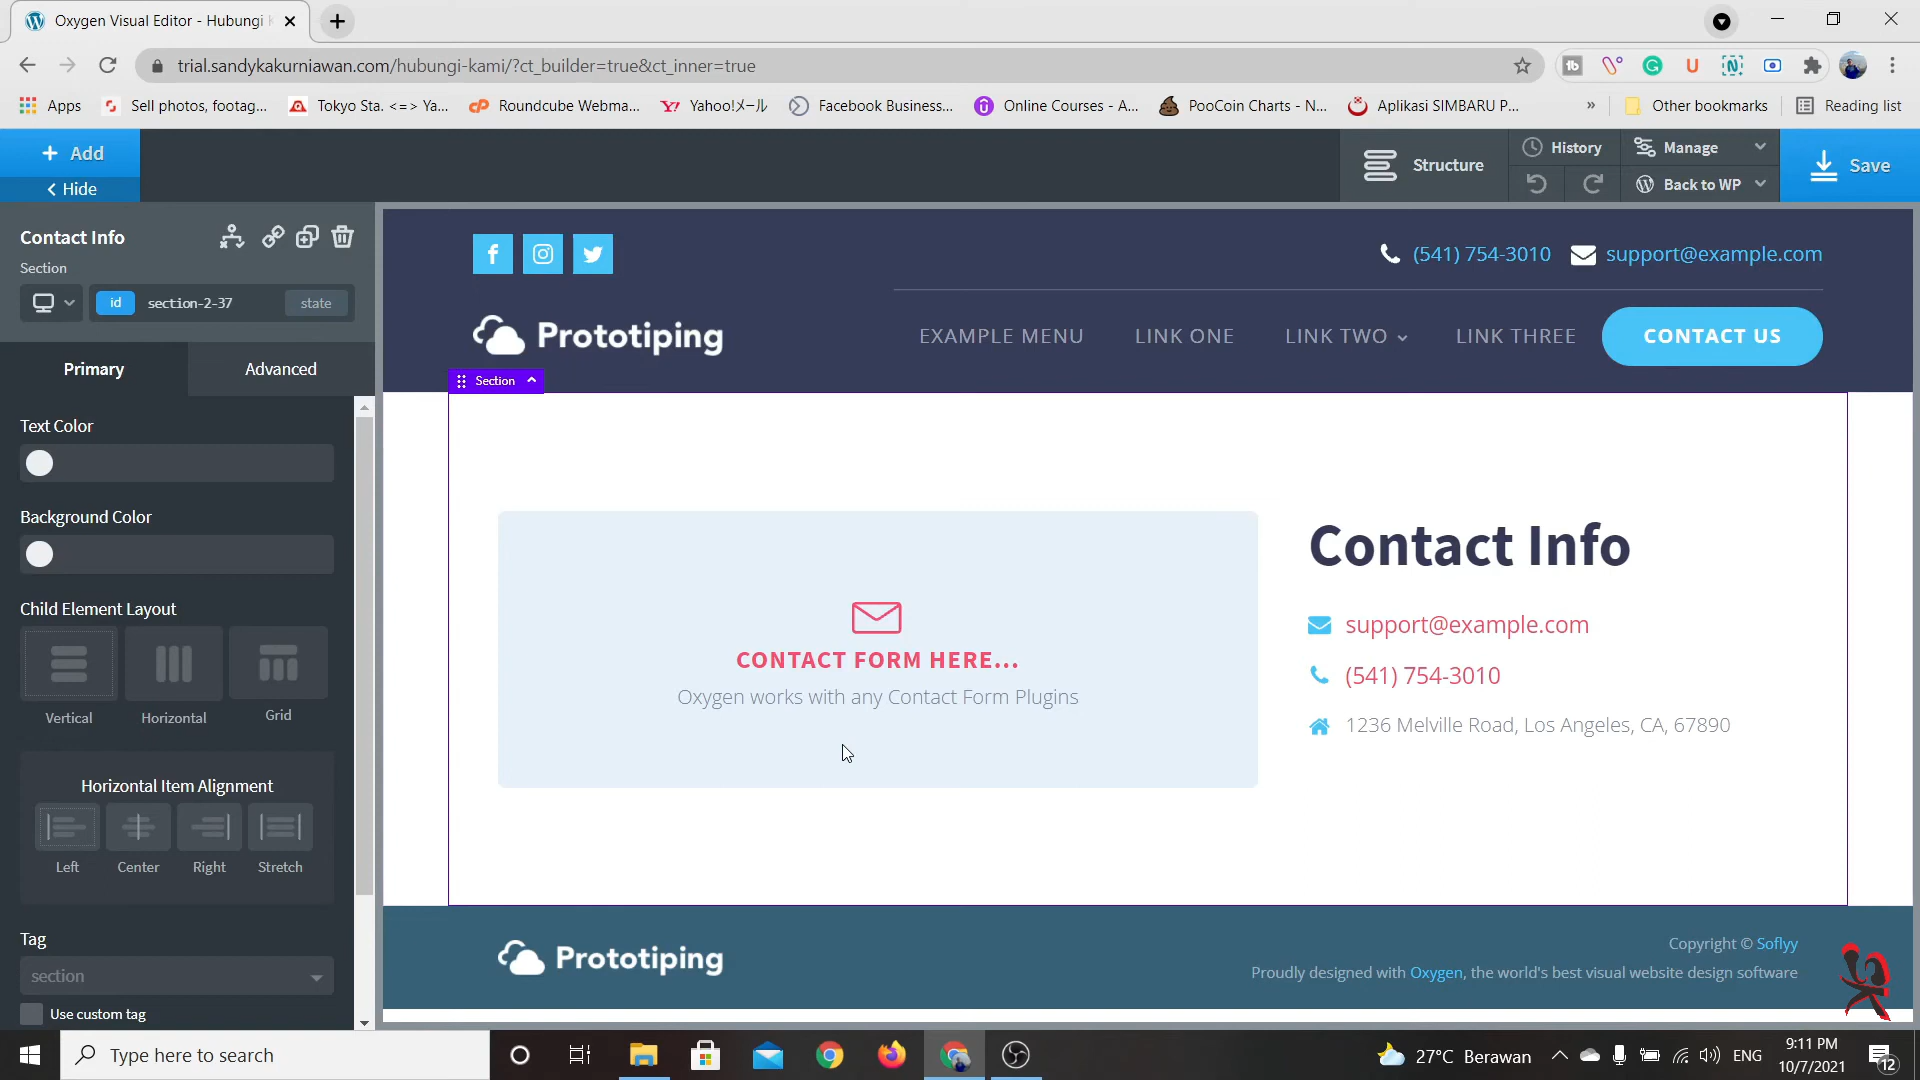 Oxygen Visual Editor - Hubungi K
trial.sandykakurniawan.com/hubungi-kami/?ct_builder=true&ct_inner=true
Apps
Sell photos, footag...
Tokyo Sta. <=> Ya...
Roundcube Webma...
Yahoo!メール
Facebook Business...
Online Courses - A...
PooCoin Charts - N...
Aplikasi SIMBARU P...
»
Other bookmarks
Reading list
+ Add
< Hide
Structure
History
Manage
Back to WP
Save
Contact Info
Section
id section-2-37 state
Primary
Advanced
Text Color
Background Color
Child Element Layout
Vertical
Horizontal
Grid
Horizontal Item Alignment
Left
Center
Right
Stretch
Tag
section
Use custom tag
(541) 754-3010
support@example.com
Prototiping
EXAMPLE MENU
LINK ONE
LINK TWO
LINK THREE
CONTACT US
Section
CONTACT FORM HERE...
Oxygen works with any Contact Form Plugins
Contact Info
support@example.com
(541) 754-3010
1236 Melville Road, Los Angeles, CA, 67890
Prototiping
Copyright © Soflyy
Proudly designed with Oxygen, the world's best visual website design software
Type here to search
27°C Berawan
ENG
9:11 PM
10/7/2021
12